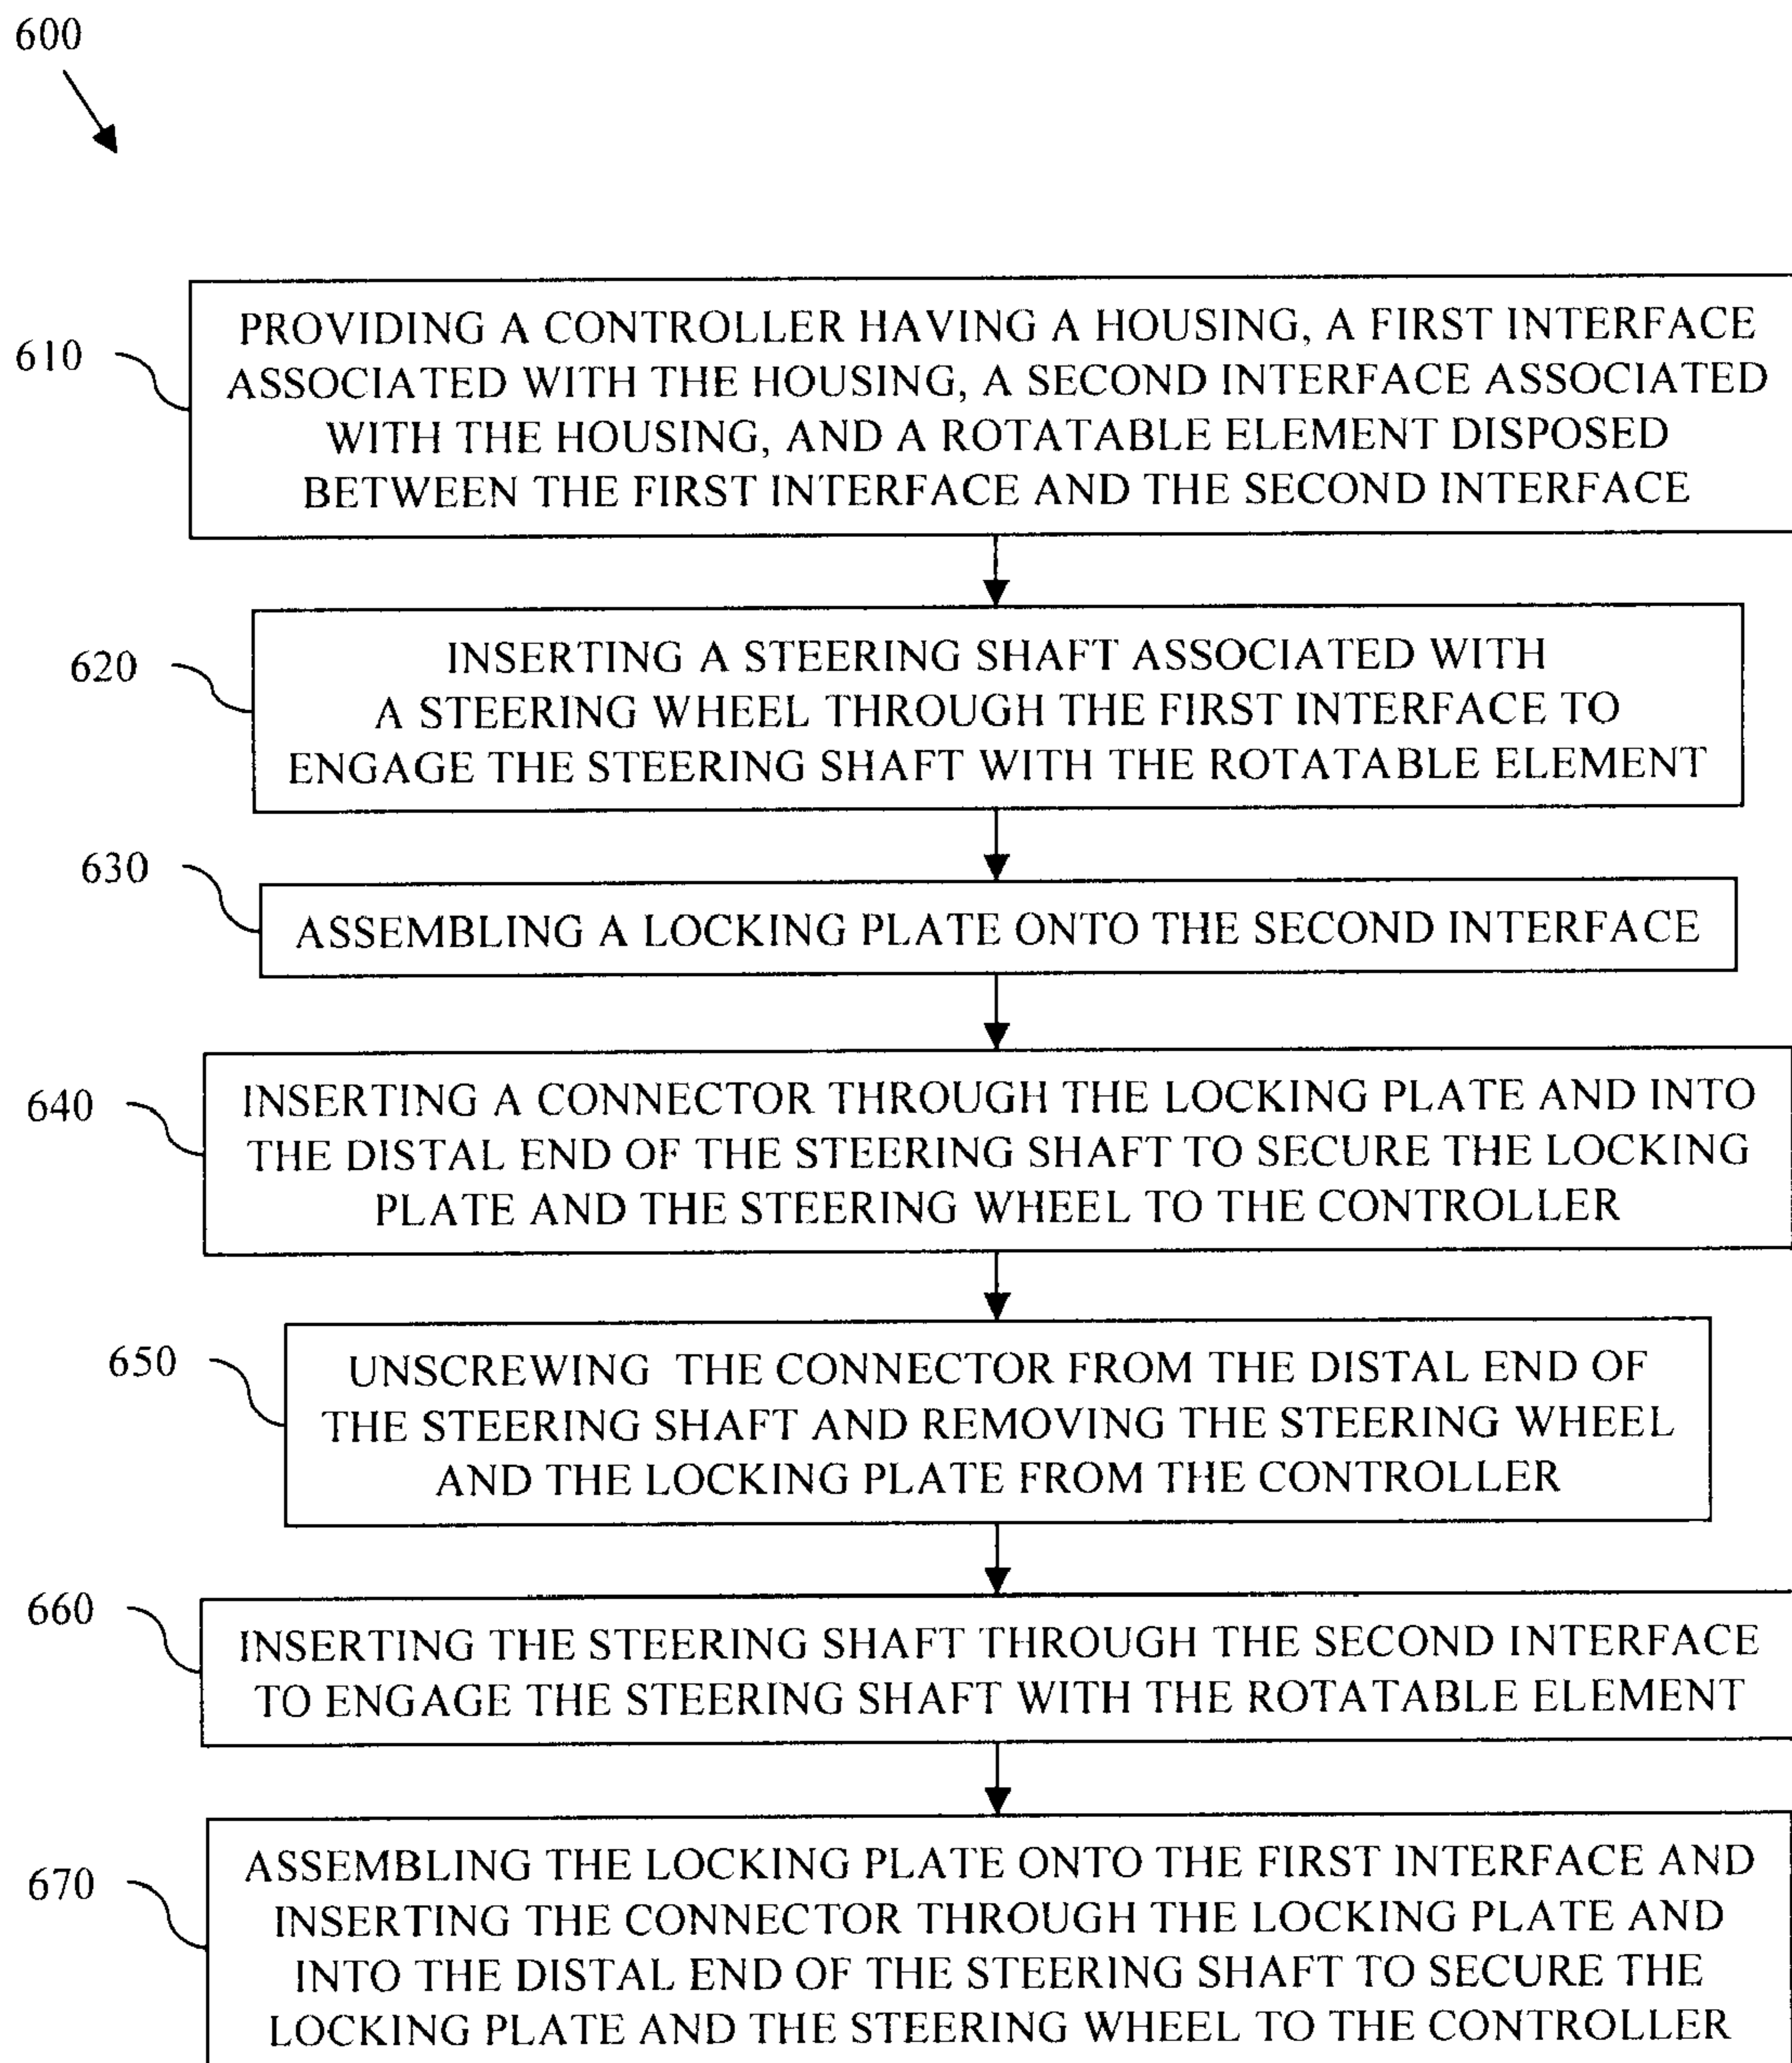 600
610
PROVIDING A CONTROLLER HAVING A HOUSING, A FIRST INTERFACE
ASSOCIATED WITH THE HOUSING, A SECOND INTERFACE ASSOCIATED
WITH THE HOUSING, AND A ROTATABLE ELEMENT DISPOSED
BETWEEN THE FIRST INTERFACE AND THE SECOND INTERFACE
620
INSERTING A STEERING SHAFT ASSOCIATED WITH
A STEERING WHEEL THROUGH THE FIRST INTERFACE TO
ENGAGE THE STEERING SHAFT WITH THE ROTATABLE ELEMENT
630
ASSEMBLING A LOCKING PLATE ONTO THE SECOND INTERFACE
640
INSERTING A CONNECTOR THROUGH THE LOCKING PLATE AND INTO
THE DISTAL END OF THE STEERING SHAFT TO SECURE THE LOCKING
PLATE AND THE STEERING WHEEL TO THE CONTROLLER
650
UNSCREWING THE CONNECTOR FROM THE DISTAL END OF
THE STEERING SHAFT AND REMOVING THE STEERING WHEEL
AND THE LOCKING PLATE FROM THE CONTROLLER
660
INSERTING THE STEERING SHAFT THROUGH THE SECOND INTERFACE
TO ENGAGE THE STEERING SHAFT WITH THE ROTATABLE ELEMENT
670
ASSEMBLING THE LOCKING PLATE ONTO THE FIRST INTERFACE AND
INSERTING THE CONNECTOR THROUGH THE LOCKING PLATE AND
INTO THE DISTAL END OF THE STEERING SHAFT TO SECURE THE
LOCKING PLATE AND THE STEERING WHEEL TO THE CONTROLLER